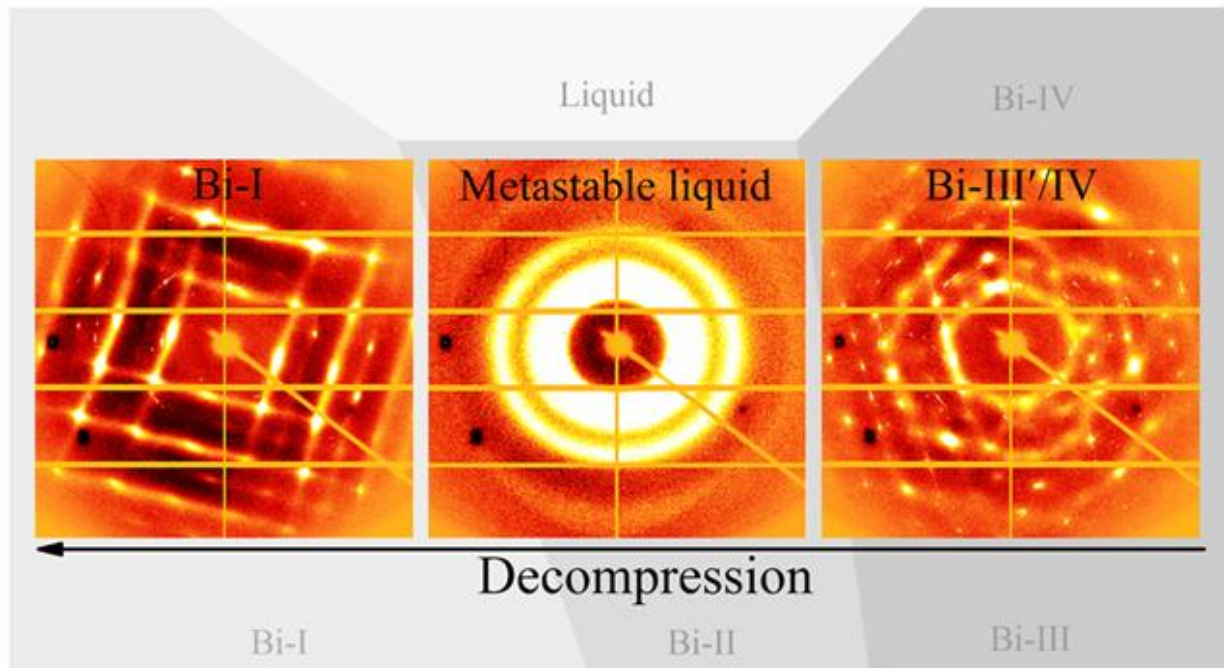 Liquid
Bi-IV
Bi-I
Metastable liquid
Bi-III′/IV
Decompression
Bi-I
Bi-II
Bi-III